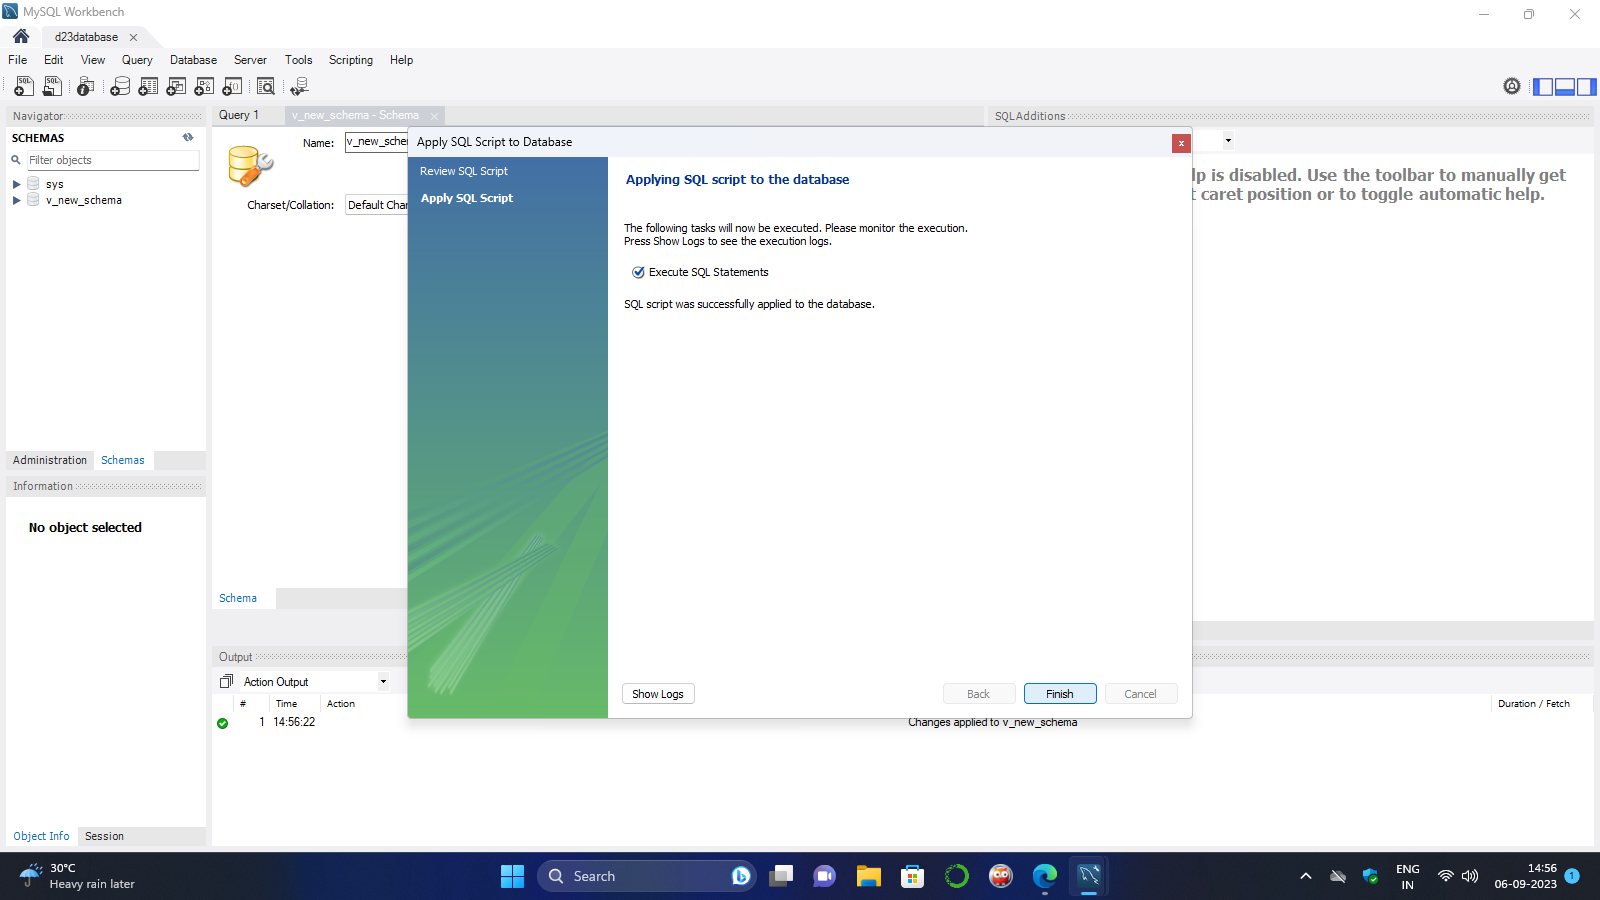 MySQL Workbench
d23database
File Edit View Query Database Server Tools Scripting Help
Navigator
SCHEMAS
Filter objects
sys
v_new_schema
Administration Schemas
Information
No object selected
Object Info Session
Query 1 v_new_schema - Schema
Name: v_new_schem
Charset/Collation: Default Char
Schema
Apply SQL Script to Database
Review SQL Script
Apply SQL Script
Applying SQL script to the database
The following tasks will now be executed. Please monitor the execution.
Press Show Logs to see the execution logs.
Execute SQL Statements
SQL script was successfully applied to the database.
Show Logs Back Finish Cancel
SQLAdditions
lp is disabled. Use the toolbar to manually get
t caret position or to toggle automatic help.
Output
Action Output
# Time Action Duration / Fetch
1 14:56:22 Changes applied to v_new_schema
30°C
Heavy rain later
Search
ENG
IN
14:56
06-09-2023
1